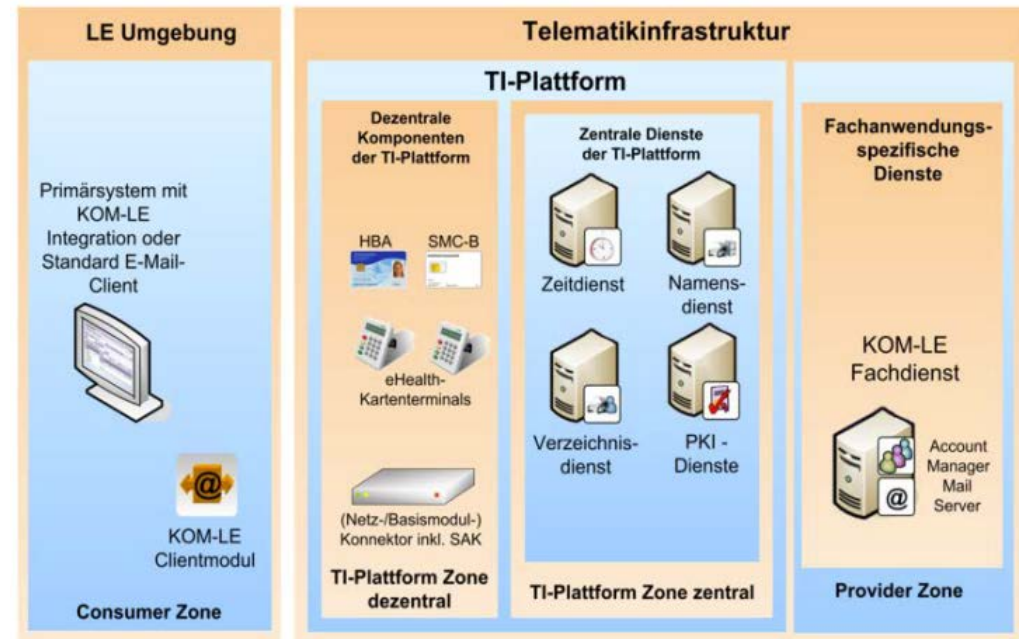 LE Umgebung
Primärsystem mit
KOM-LE
Integration oder
Standard E-Mail-
Client
@
KOM-LE
Clientmodul
Consumer Zone
Telematikinfrastruktur
TI-Plattform
Dezentrale
Komponenten
der TI-Plattform
HBA
SMC-B
eHealth-
Kartenterminals
(Netz-/Basismodul-)
Konnektor inkl. SAK
TI-Plattform Zone
dezentral
Zentrale Dienste
der TI-Plattform
Zeitdienst
Namens-
dienst
Verzeichnis-
dienst
PKI -
Dienste
TI-Plattform Zone zentral
Fachanwendungs-
spezifische
Dienste
KOM-LE
Fachdienst
@
Account
Manager
Mail
Server
Provider Zone